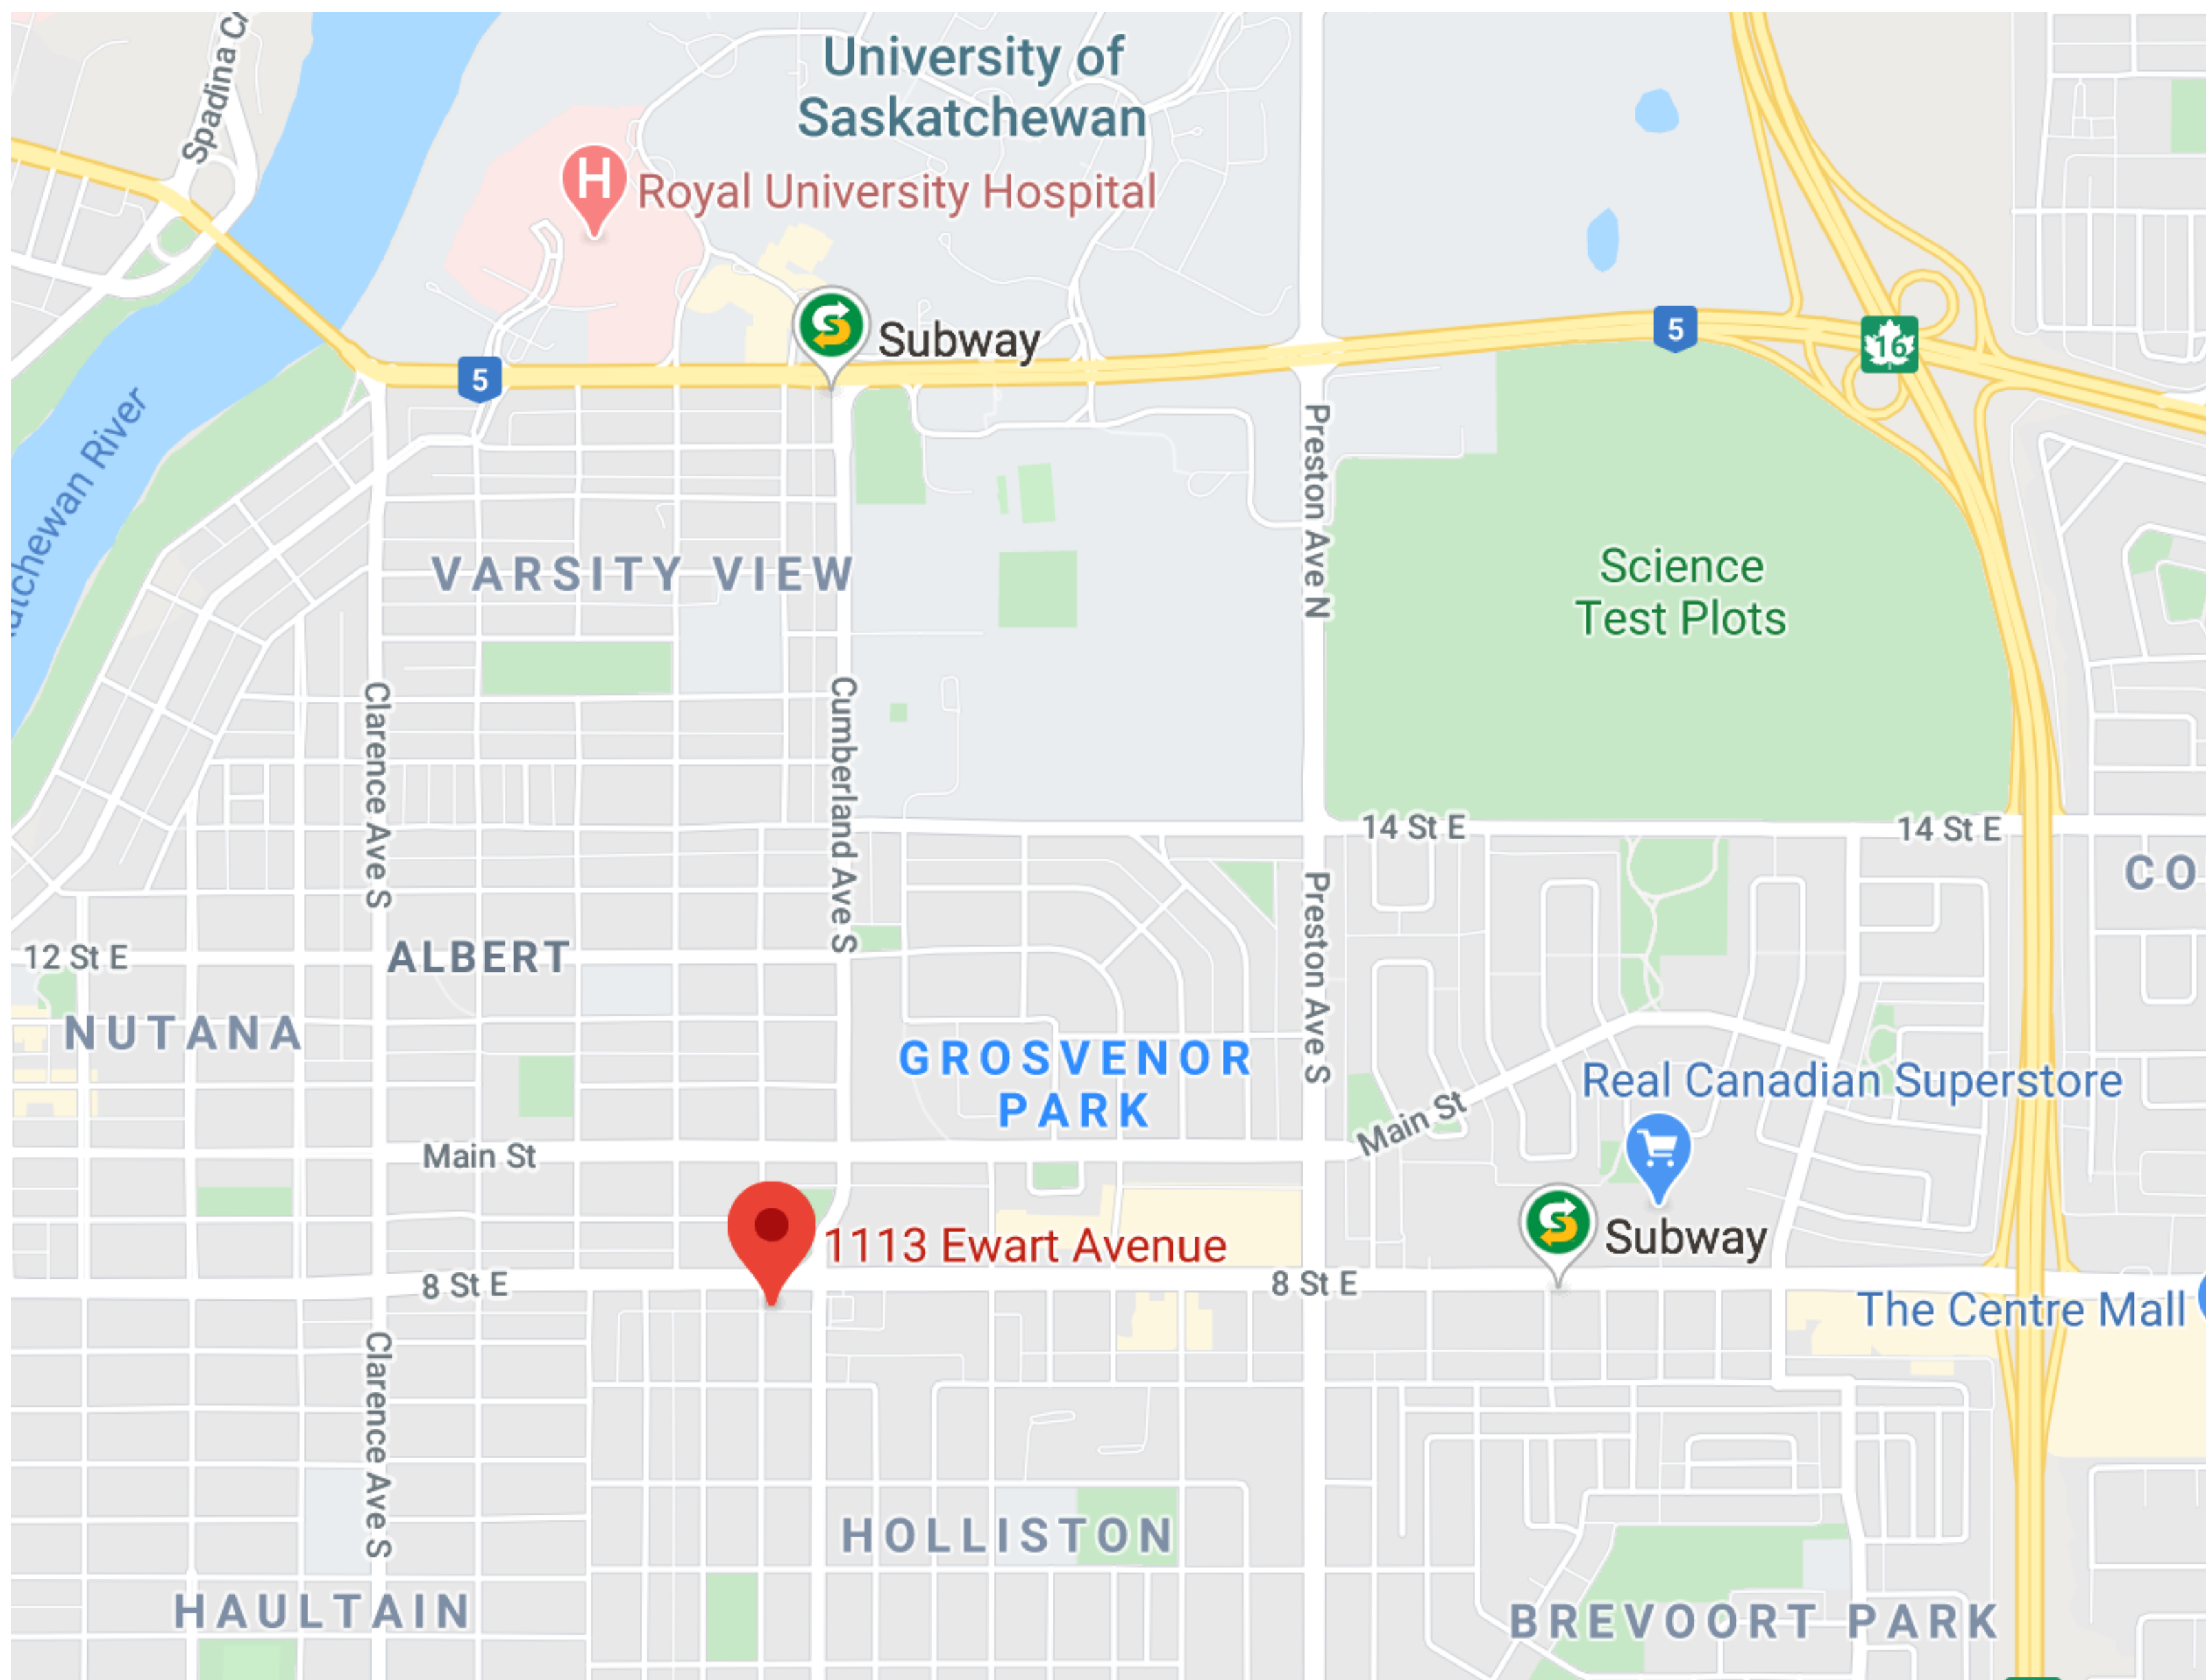 Spadina C
University of
Saskatchewan
H
Royal University Hospital
Subway
5
5
16
Preston Ave N
VARSITY VIEW
Science
Test Plots
Clarence Ave S
Cumberland Ave S
14 St E
14 St E
Preston Ave S
CO
12 St E
ALBERT
NUTANA
GROSVENOR
PARK
Real Canadian Superstore
Main St
Main St
1113 Ewart Avenue
Subway
8 St E
8 St E
The Centre Mall
Clarence Ave S
HOLLISTON
HAULTAIN
BREVOORT PARK
atchewan River